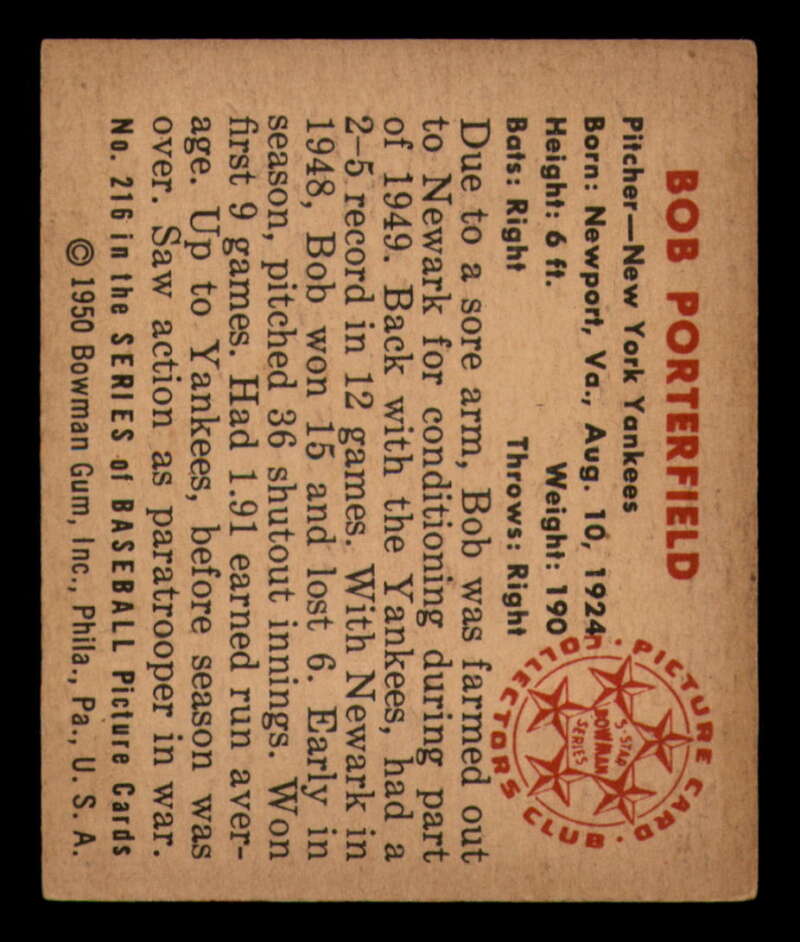 BOB PORTERFIELD
Pitcher—New York Yankees
Born: Newport, Va., Aug. 10, 1924
Height: 6 ft. Weight: 190
Bats: Right Throws: Right
Due to a sore arm, Bob was farmed out
to Newark for conditioning during part
of 1949. Back with the Yankees, had a
2–5 record in 12 games. With Newark in
1948, Bob won 15 and lost 6. Early in
season, pitched 36 shutout innings. Won
first 9 games. Had 1.91 earned run aver-
age. Up to Yankees, before season was
over. Saw action as paratrooper in war.
No. 216 in the SERIES of BASEBALL Picture Cards
© 1950 Bowman Gum, Inc., Phila., Pa., U. S. A.
PICTURE CARD · COLLECTORS CLUB ·
5-STAR
BOWMAN
SERIES